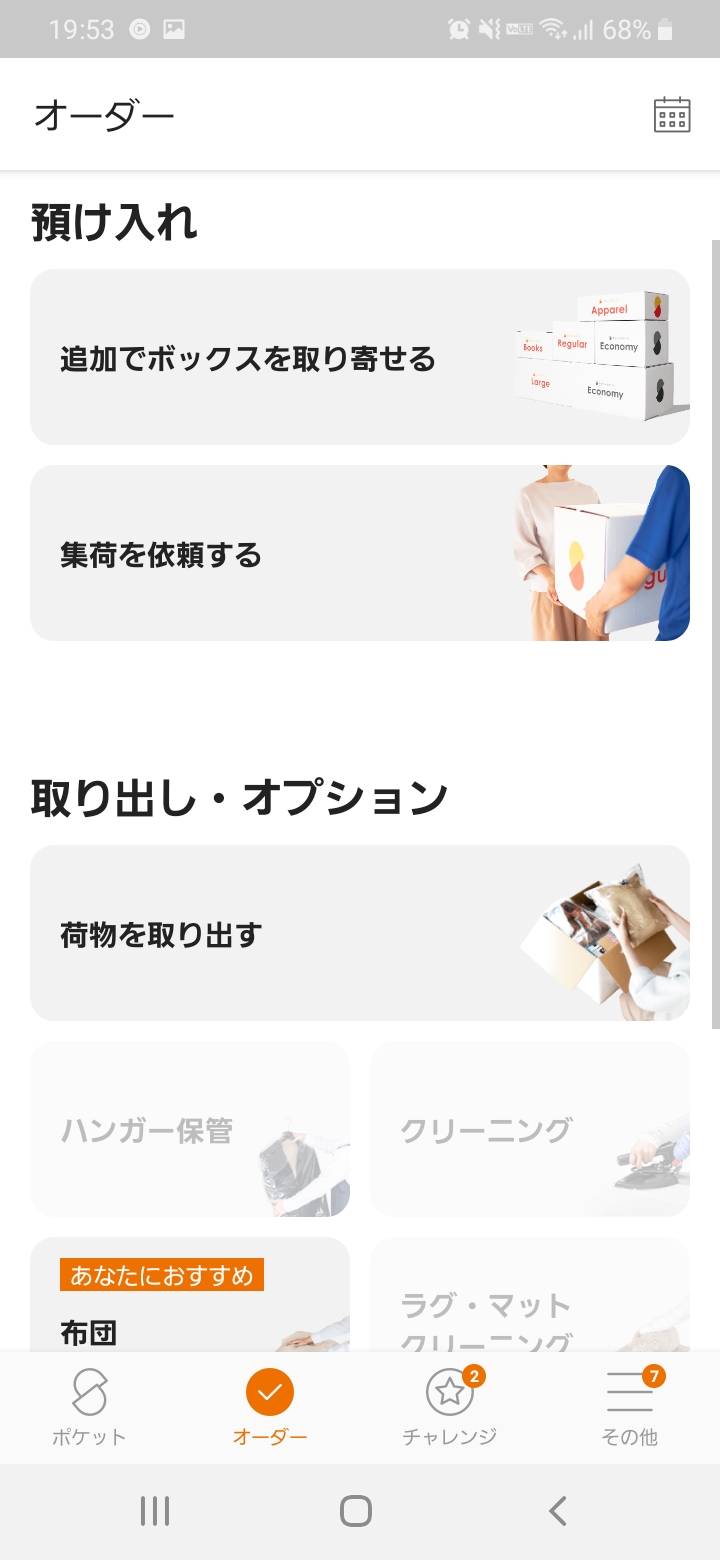 19:53
VoLTE
68%
オーダー
預け入れ
追加でボックスを取り寄せる
Apparel
Books
Regular
Economy
Large
Economy
集荷を依頼する
gu
取り出し・オプション
荷物を取り出す
ハンガー保管
クリーニング
あなたにおすすめ
布団
ラグ・マット
クリーニング
2
7
ポケット
オーダー
チャレンジ
その他